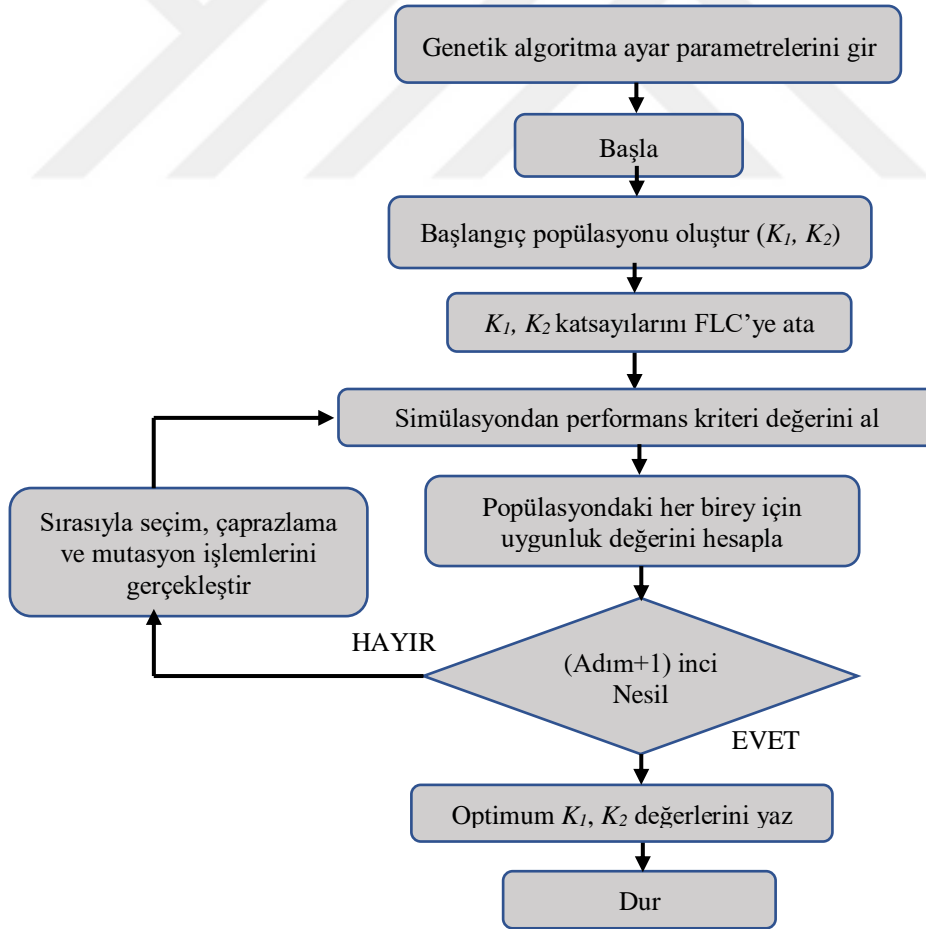 Genetik algoritma ayar parametrelerini gir
Başla
Başlangıç popülasyonu oluştur (K₁, K₂)
K₁, K₂ katsayılarını FLC’ye ata
Simülasyondan performans kriteri değerini al
Popülasyondaki her birey için
uygunluk değerini hesapla
Sırasıyla seçim, çaprazlama
ve mutasyon işlemlerini
gerçekleştir
HAYIR
(Adım+1) inci
Nesil
EVET
Optimum K₁, K₂ değerlerini yaz
Dur